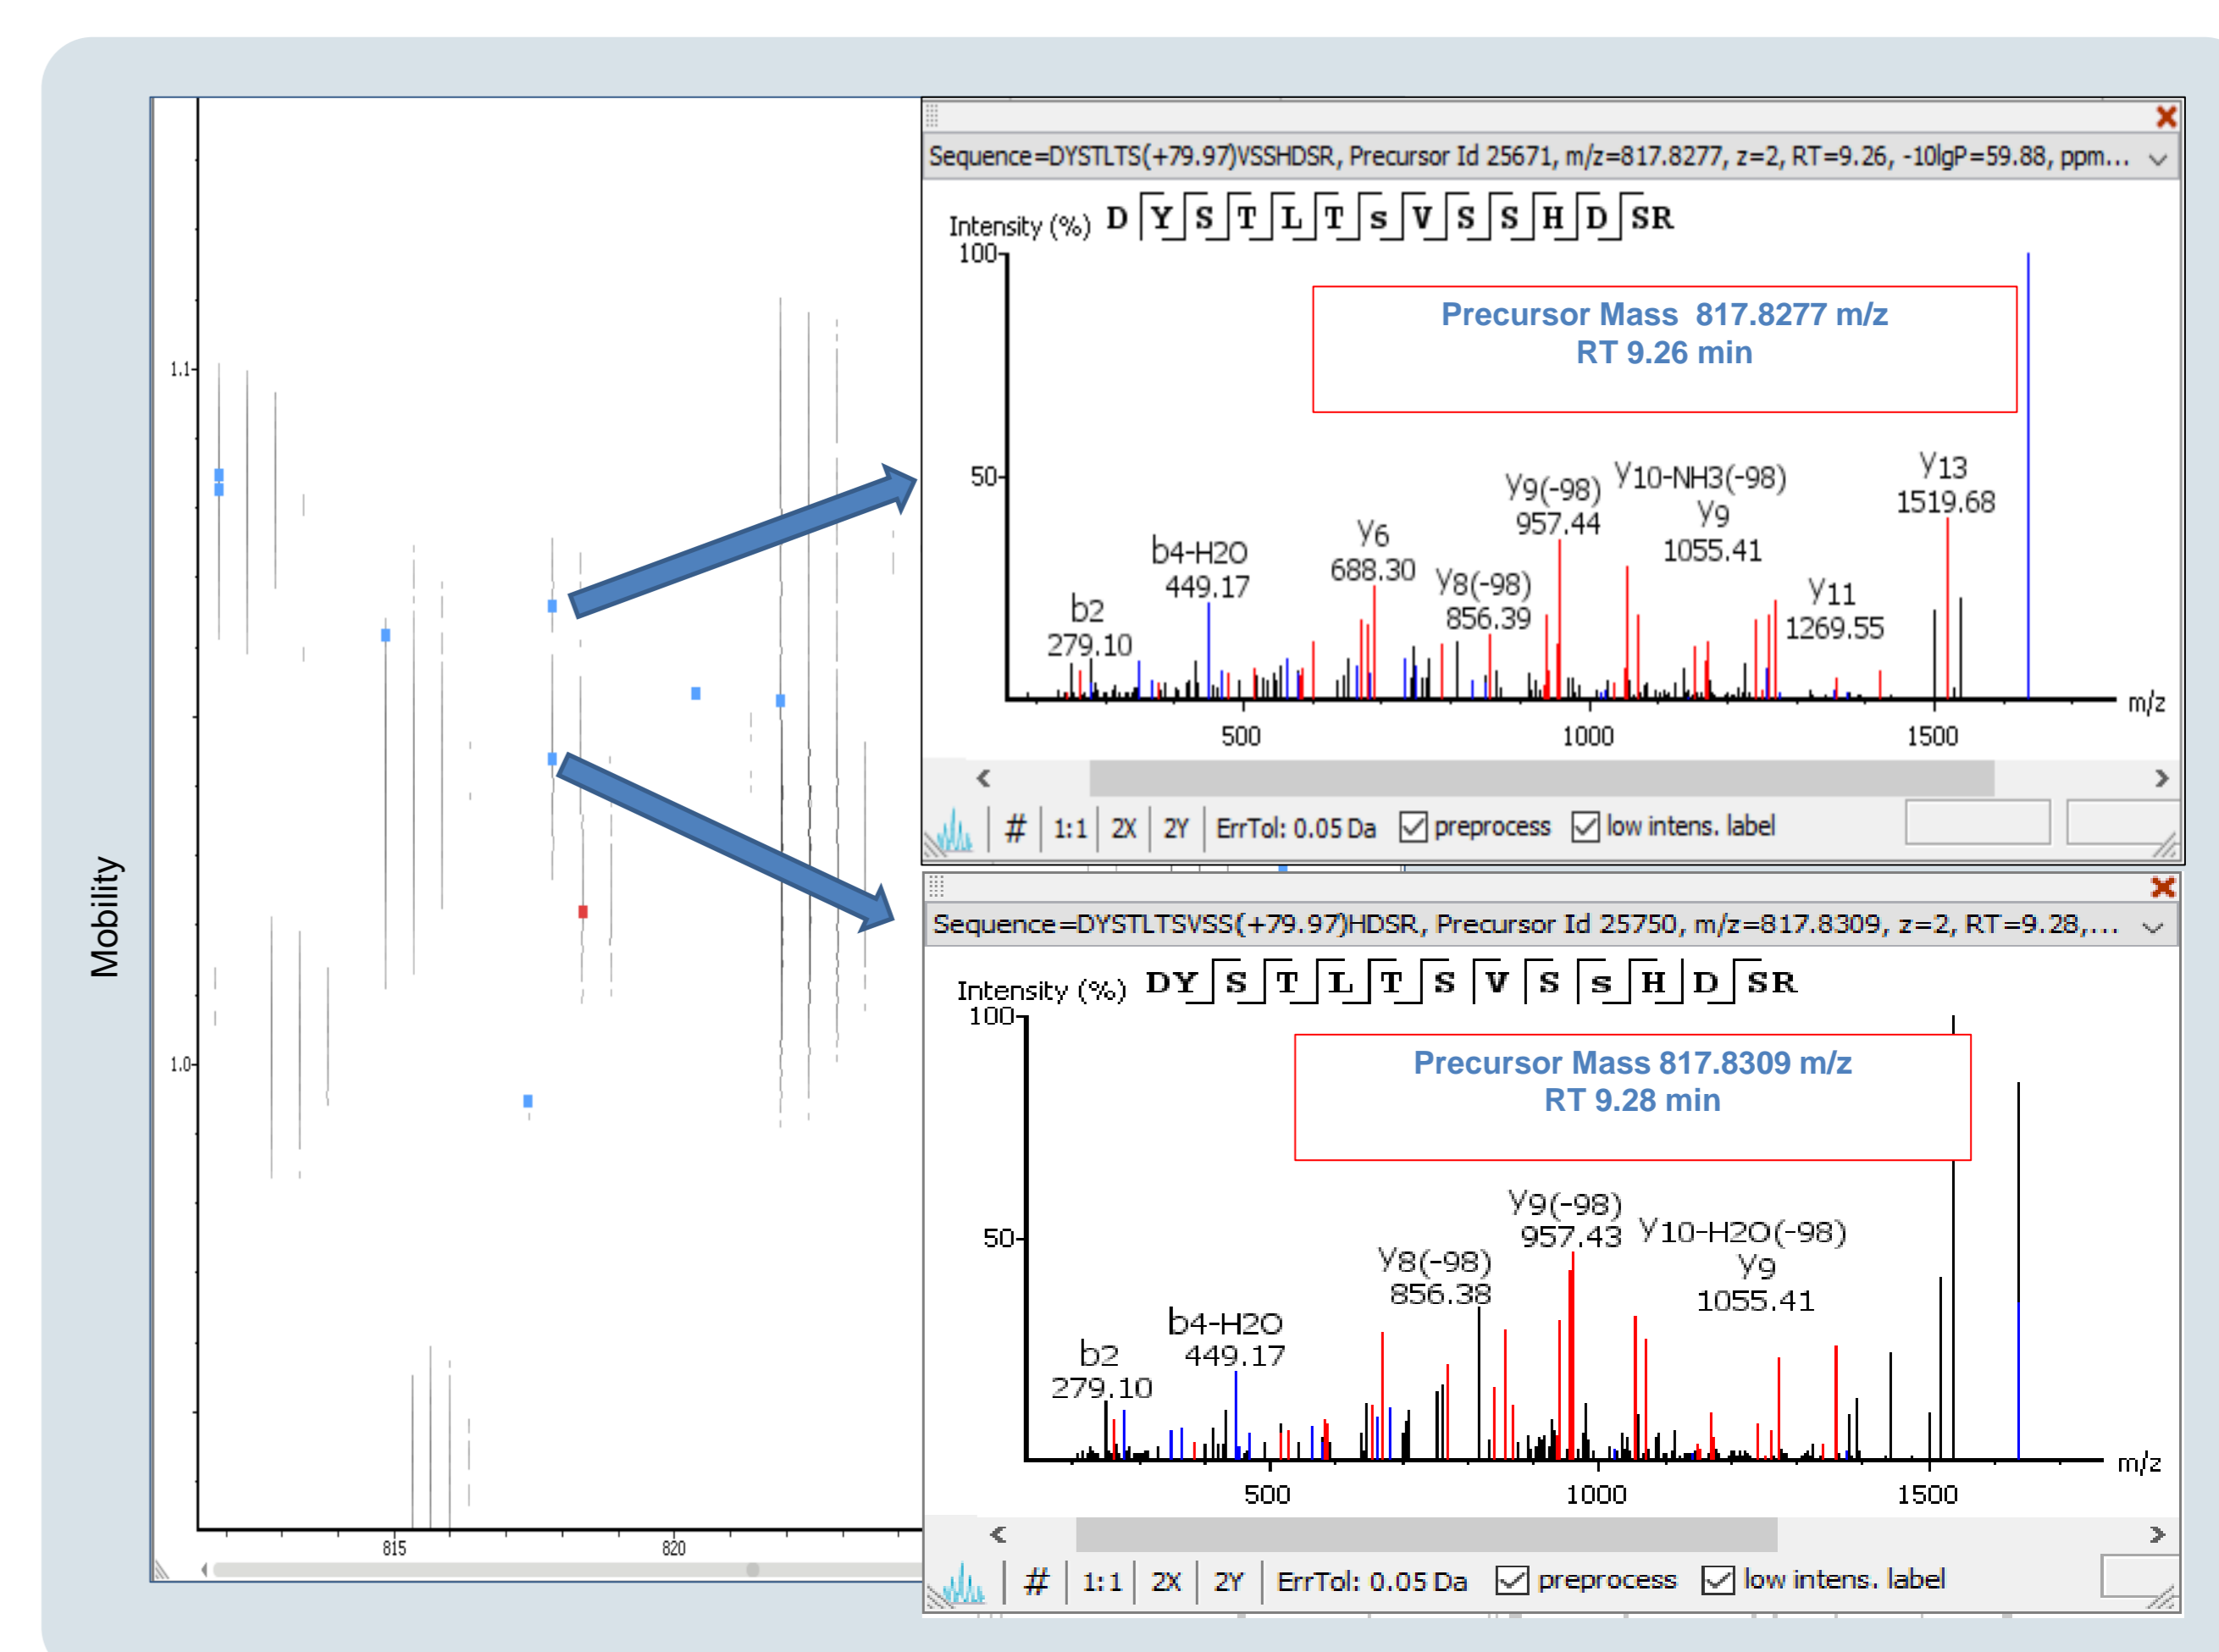 Mobility
1.1
1.0
815
820
Sequence=DYSTLTS(+79.97)VSSHDSR, Precursor Id 25671, m/z=817.8277, z=2, RT=9.26, -10lgP=59.88, ppm...
Intensity (%) D Y S T L T s V S S H D SR
100
Precursor Mass 817.8277 m/z
RT 9.26 min
50
b2
279.10
b4-H2O
449.17
y6
688.30
y8(-98)
856.39
y9(-98)
957.44
y10-NH3(-98)
y9
1055.41
y11
1269.55
y13
1519.68
m/z
500 1000 1500
< >
# 1:1 2X 2Y ErrTol: 0.05 Da preprocess low intens. label
Sequence=DYSTLTSVSS(+79.97)HDSR, Precursor Id 25750, m/z=817.8309, z=2, RT=9.28,...
Intensity (%) DY S T L T S V S s H D SR
100
Precursor Mass 817.8309 m/z
RT 9.28 min
50
b2
279.10
b4-H2O
449.17
y8(-98)
856.38
y9(-98)
957.43
y10-H2O(-98)
y9
1055.41
m/z
500 1000 1500
< >
# 1:1 2X 2Y ErrTol: 0.05 Da preprocess low intens. label